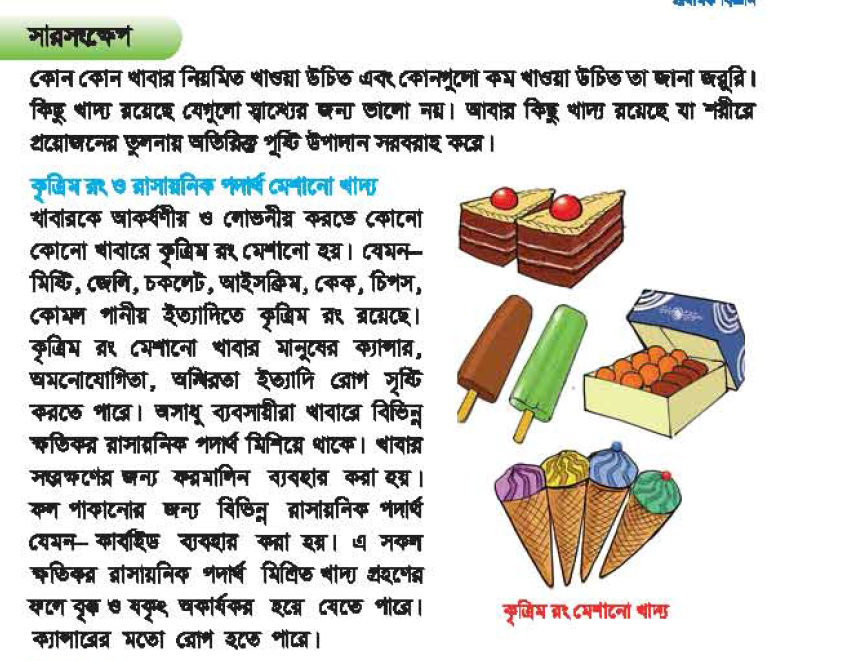 প্রাথমিক বিজ্ঞান
সারসংক্ষেপ
কোন কোন খাবার নিয়মিত খাওয়া উচিত এবং কোনগুলো কম খাওয়া উচিত তা জানা জরুরি।
কিছু খাদ্য রয়েছে যেগুলো স্বাস্থ্যের জন্য ভালো নয়। আবার কিছু খাদ্য রয়েছে যা শরীরে
প্রয়োজনের তুলনায় অতিরিক্ত পুষ্টি উপাদান সরবরাহ করে।
কৃত্রিম রং ও রাসায়নিক পদার্থ মেশানো খাদ্য
খাবারকে আকর্ষণীয় ও লোভনীয় করতে কোনো
কোনো খাবারে কৃত্রিম রং মেশানো হয়। যেমন–
মিষ্টি, জেলি, চকলেট, আইসক্রিম, কেক, চিপস,
কোমল পানীয় ইত্যাদিতে কৃত্রিম রং রয়েছে।
কৃত্রিম রং মেশানো খাবার মানুষের ক্যান্সার,
অমনোযোগিতা, অস্থিরতা ইত্যাদি রোগ সৃষ্টি
করতে পারে। অসাধু ব্যবসায়ীরা খাবারে বিভিন্ন
ক্ষতিকর রাসায়নিক পদার্থ মিশিয়ে থাকে। খাবার
সংরক্ষণের জন্য ফরমালিন ব্যবহার করা হয়।
ফল পাকানোর জন্য বিভিন্ন রাসায়নিক পদার্থ
যেমন– কার্বাইড ব্যবহার করা হয়। এ সকল
ক্ষতিকর রাসায়নিক পদার্থ মিশ্রিত খাদ্য গ্রহণের
ফলে বৃক্ক ও যকৃৎ অকার্যকর হয়ে যেতে পারে।
ক্যান্সারের মতো রোগ হতে পারে।
কৃত্রিম রং মেশানো খাদ্য